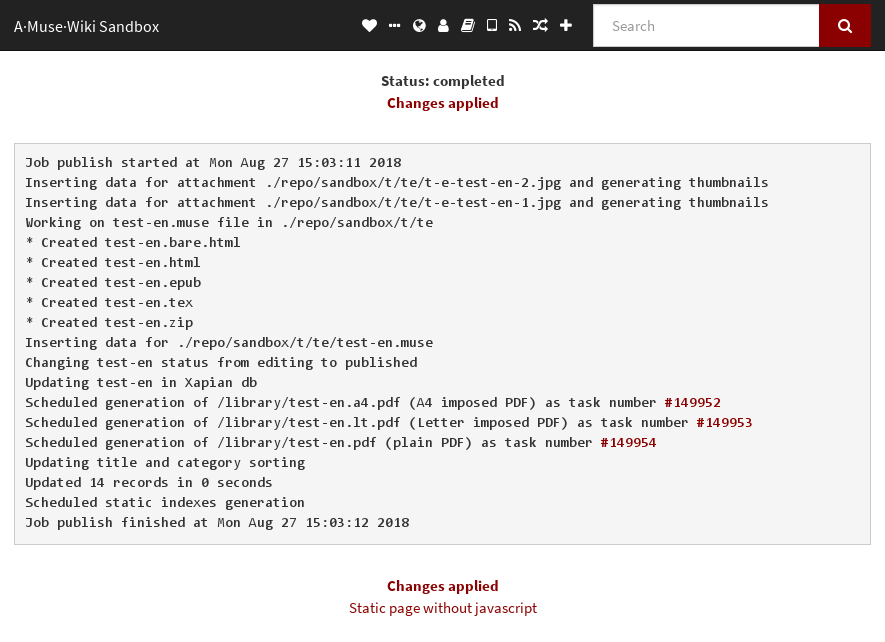 A·Muse·Wiki Sandbox
Search
Status: completed
Changes applied
Job publish started at Mon Aug 27 15:03:11 2018
Inserting data for attachment ./repo/sandbox/t/te/t-e-test-en-2.jpg and generating thumbnails
Inserting data for attachment ./repo/sandbox/t/te/t-e-test-en-1.jpg and generating thumbnails
Working on test-en.muse file in ./repo/sandbox/t/te
* Created test-en.bare.html
* Created test-en.html
* Created test-en.epub
* Created test-en.tex
* Created test-en.zip
Inserting data for ./repo/sandbox/t/te/test-en.muse
Changing test-en status from editing to published
Updating test-en in Xapian db
Scheduled generation of /library/test-en.a4.pdf (A4 imposed PDF) as task number #149952
Scheduled generation of /library/test-en.lt.pdf (Letter imposed PDF) as task number #149953
Scheduled generation of /library/test-en.pdf (plain PDF) as task number #149954
Updating title and category sorting
Updated 14 records in 0 seconds
Scheduled static indexes generation
Job publish finished at Mon Aug 27 15:03:12 2018
Changes applied
Static page without javascript